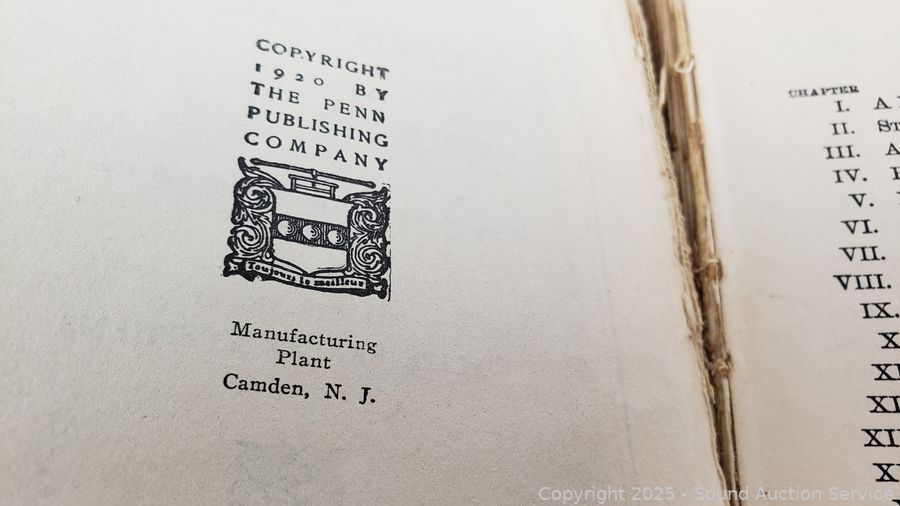 COPYRIGHT
1920 BY
THE PENN
PUBLISHING
COMPANY
Toujours le meilleur
Manufacturing
Plant
Camden, N. J.
CHAPTER
I. A
II.
III. A
IV.
V.
VI.
VII.
VIII.
IX.
Copyright 2025 - Sound Auction Service